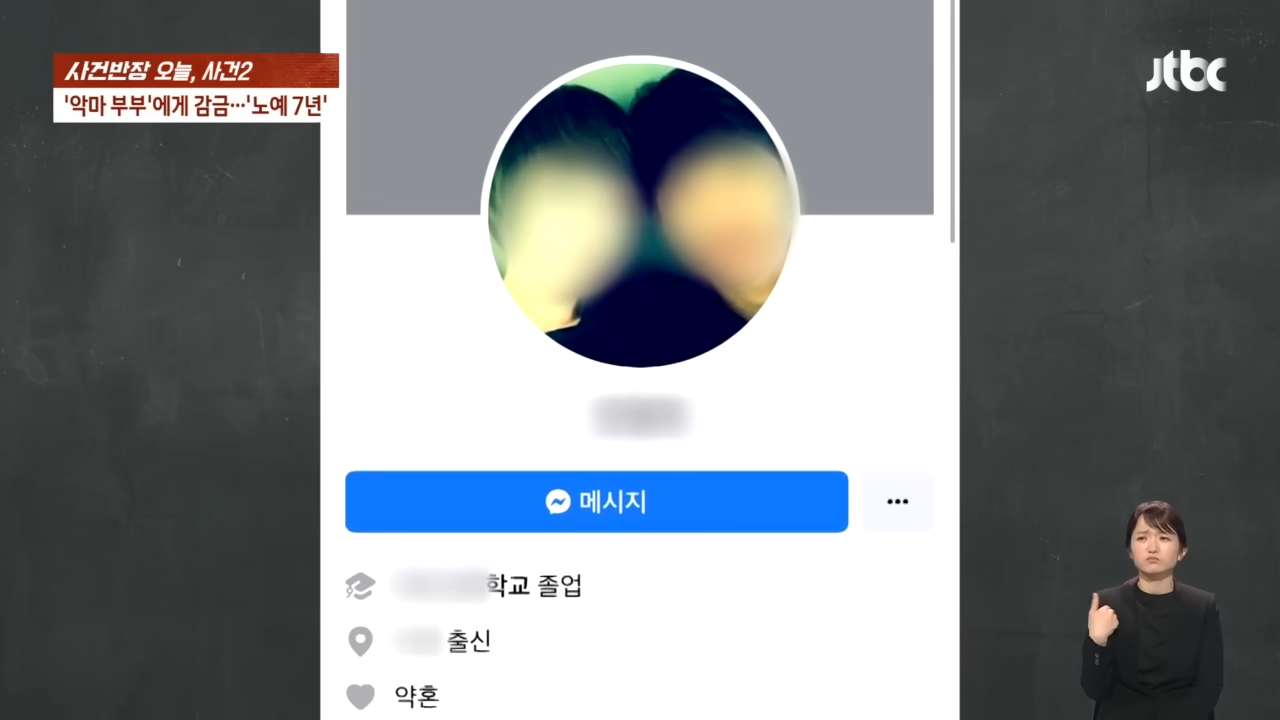 사건반장 오늘, 사건2
'악마 부부'에게 감금…'노예 7년'
jtbc
메시지
학교 졸업
출신
약혼